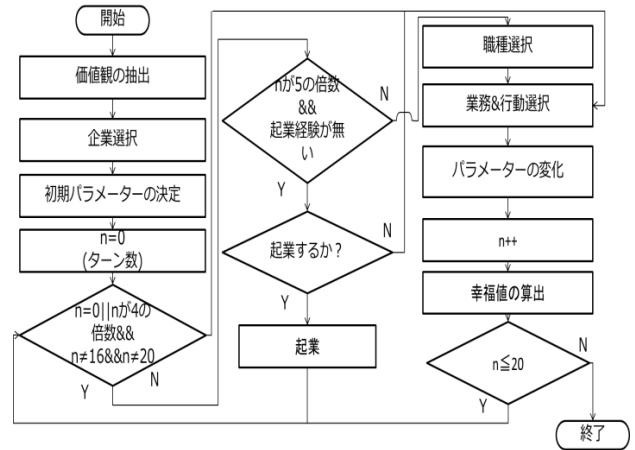 開始
価値観の抽出
企業選択
初期パラメーターの決定
n=0
(ターン数)
n=0||nが4の
倍数&&
n≠16&&n≠20
Y
N
nが5の倍数
&&
起業経験が無
い
N
Y
起業するか？
N
Y
起業
職種選択
業務&行動選択
パラメーターの変化
n++
幸福値の算出
n≦20
N
Y
終了